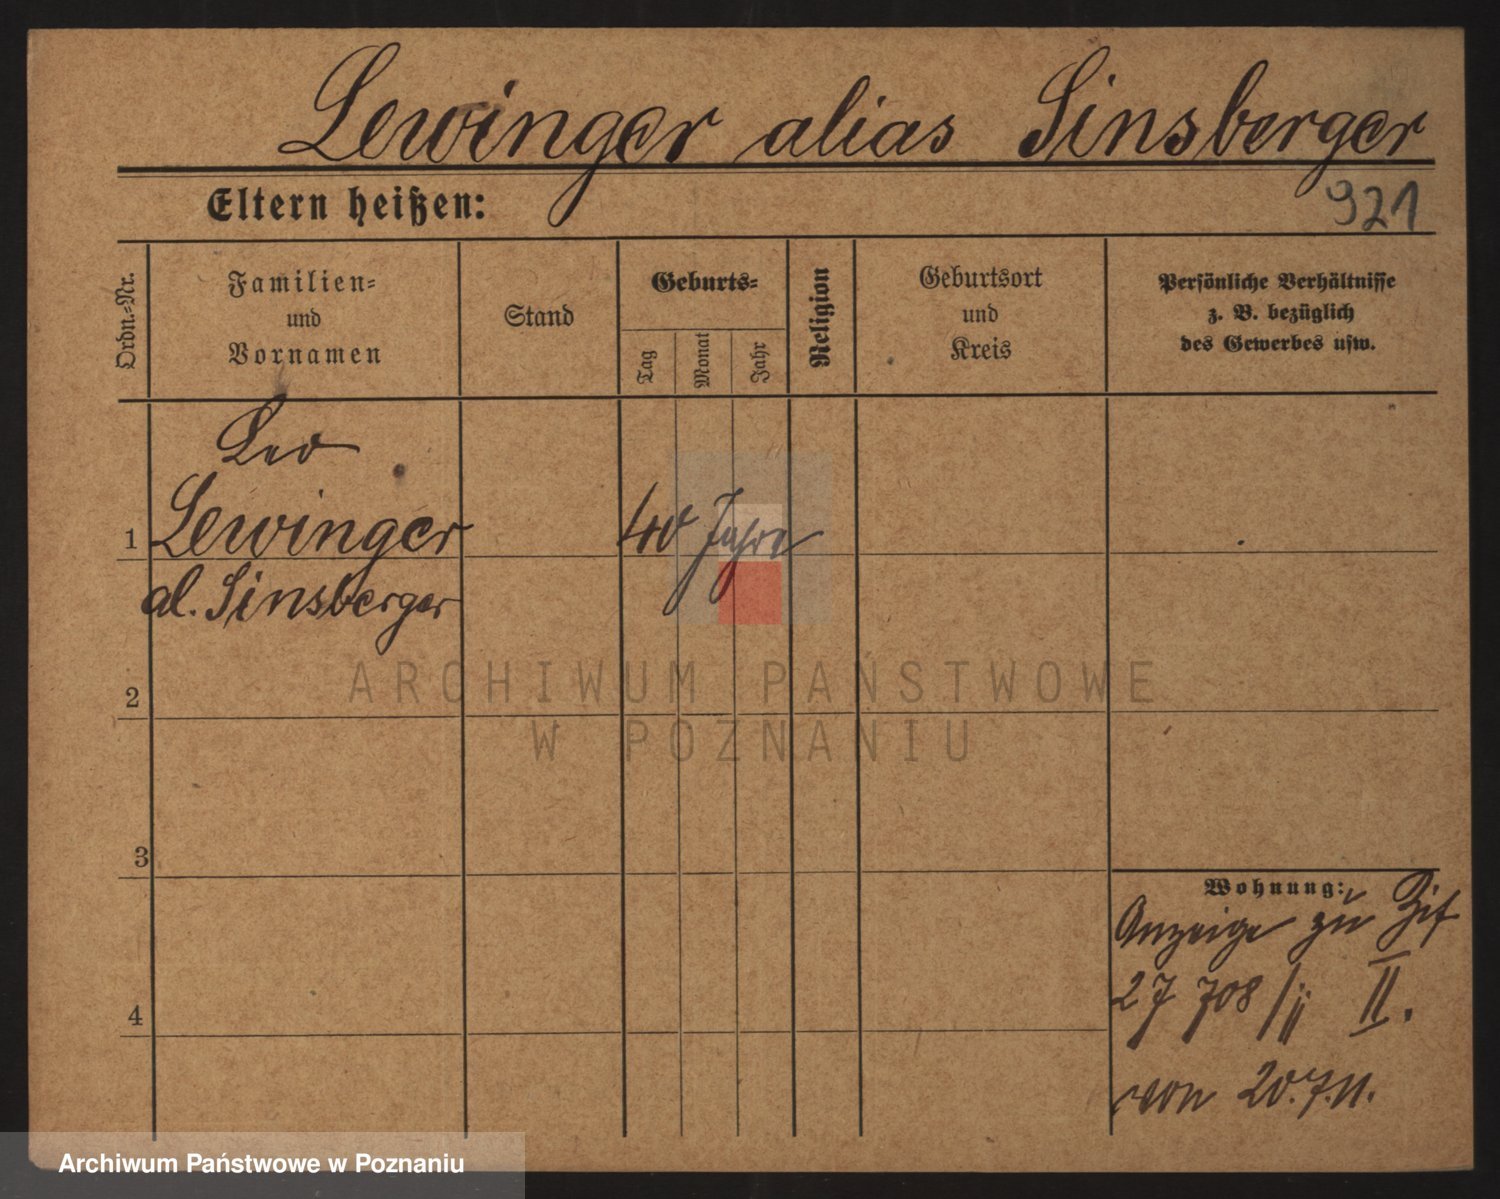 Lewinger alias Sinsberger
Eltern heißen:
921
Ordn.-Nr.
Familien-
und
Vornamen
Stand
Geburts-
Tag
Monat
Jahr
Religion
Geburtsort
und
Kreis
Persönliche Verhältnisse
z. B. bezüglich
des Gewerbes usw.
Leo
1 Lewinger 40 Jahre
al. Sinsberger
ARCHIWUM PAŃSTWOWE
W POZNANIU
2
3
Wohnung:
Anzeige zu
27 708/11 II.
4
von 20.7.11.
Archiwum Państwowe w Poznaniu